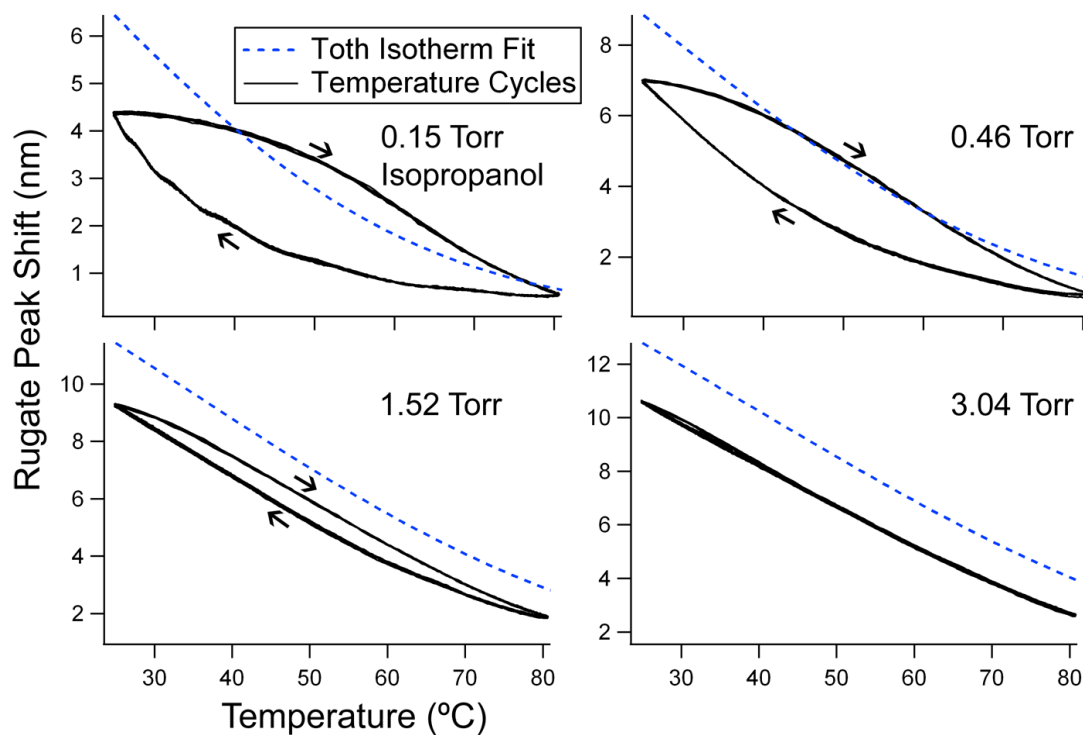 Rugate Peak Shift (nm)
6
5
4
3
2
1
Toth Isotherm Fit
Temperature Cycles
0.15 Torr
Isopropanol
8
6
4
2
0.46 Torr
10
8
6
4
2
1.52 Torr
30 40 50 60 70 80
12
10
8
6
4
2
3.04 Torr
30 40 50 60 70 80
Temperature (ºC)